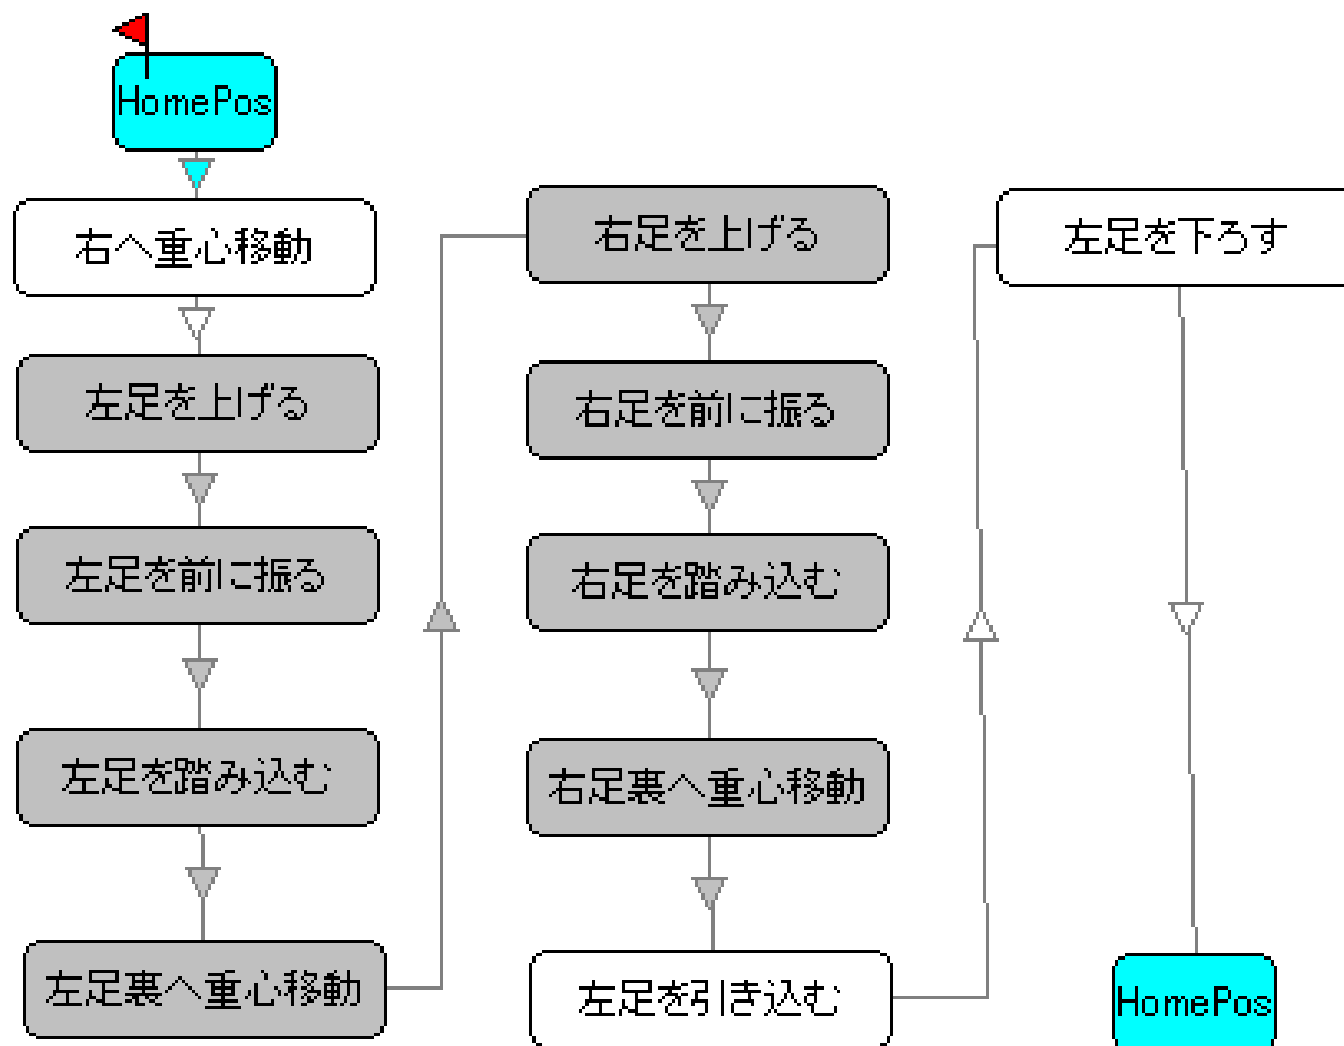 HomePos
右へ重心移動
左足を上げる
左足を前に振る
左足を踏み込む
左足裏へ重心移動
右足を上げる
右足を前に振る
右足を踏み込む
右足裏へ重心移動
左足を引き込む
左足を下ろす
HomePos